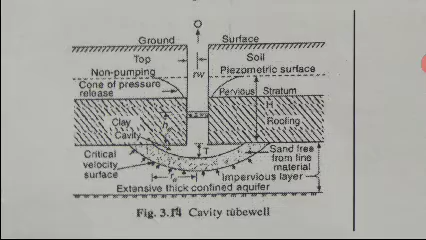 Q
Ground Surface
Top Soil
rw
Non-pumping Piezometric surface
Cone of pressure
release
Pervious Stratum
H
Roofing
Clay
Cavity
Critical
velocity
surface
Sand free
from fine
material
Impervious layer
Extensive thick confined aquifer
Fig. 3.14 Cavity tubewell